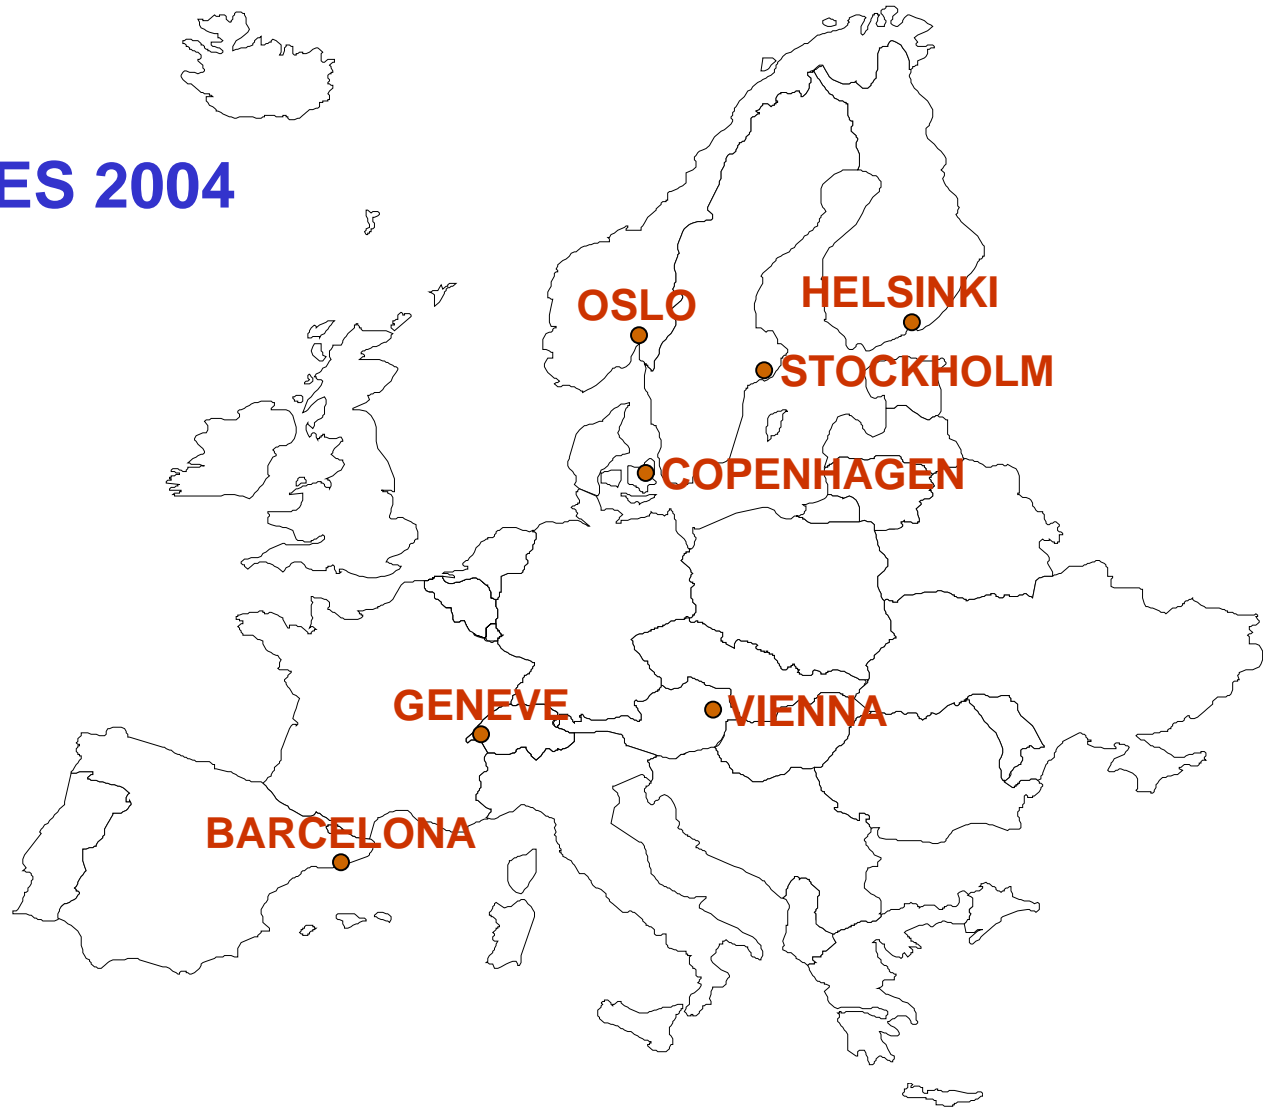 ES 2004
OSLO
HELSINKI
STOCKHOLM
COPENHAGEN
GENEVE
VIENNA
BARCELONA